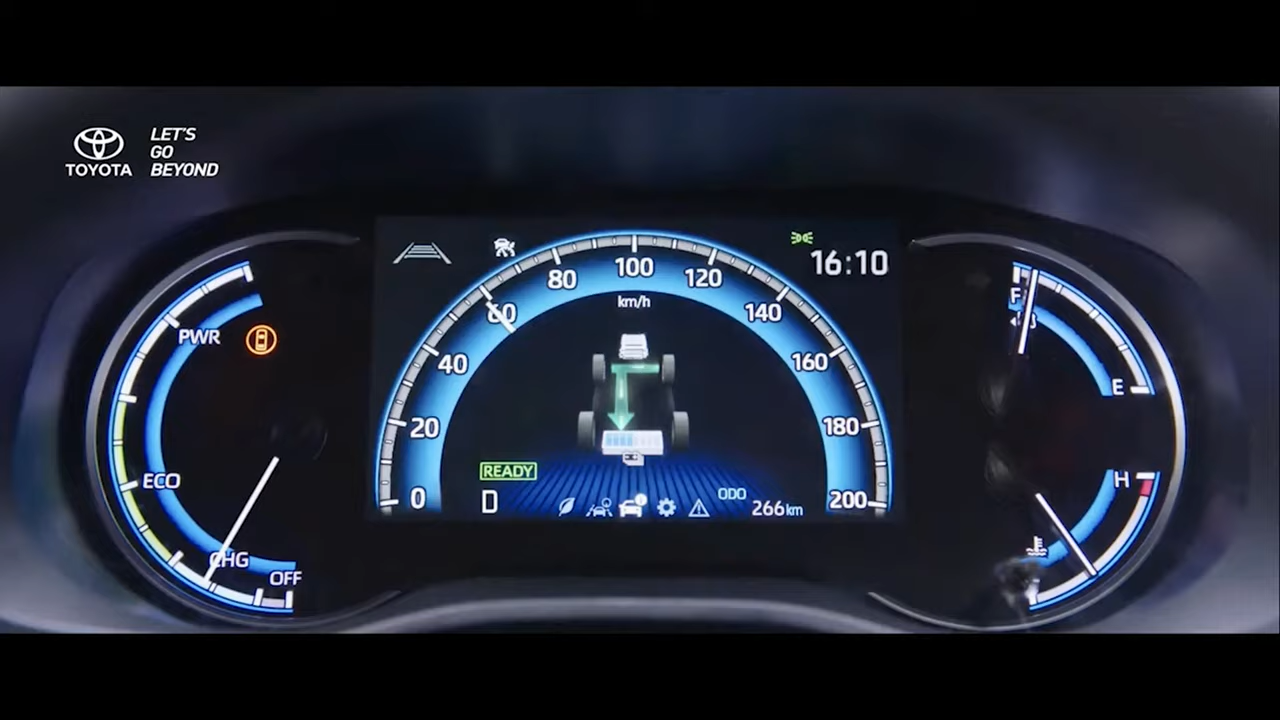 TOYOTA
LET'S
GO
BEYOND
PWR
ECO
CHG
OFF
0
20
40
60
80
100
120
140
160
180
200
km/h
16:10
READY
D
ODO
266km
F
E
H